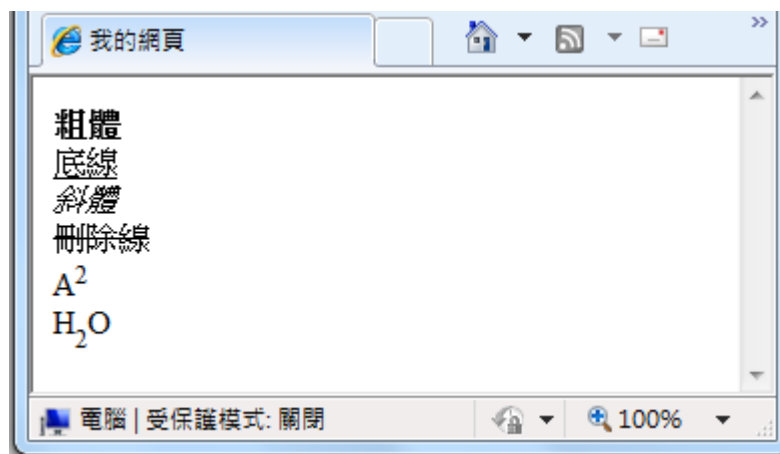 我的網頁
粗體
底線
斜體
刪除線
A²
H₂O
電腦 | 受保護模式: 關閉
100%